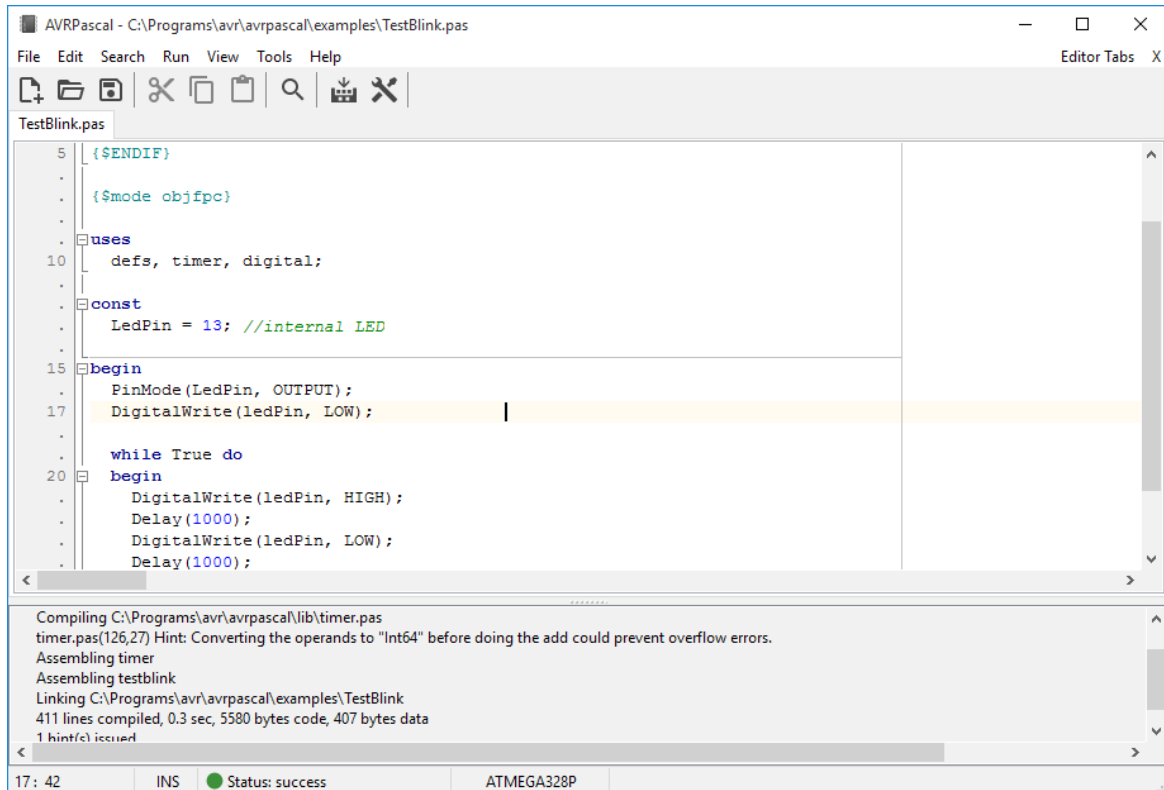 AVRPascal - C:\Programs\avr\avrpascal\examples\TestBlink.pas
File Edit Search Run View Tools Help Editor Tabs X
TestBlink.pas
5 {$ENDIF}
.
. {$mode objfpc}
.
. uses
10 defs, timer, digital;
.
. const
. LedPin = 13; //internal LED
.
15 begin
. PinMode(LedPin, OUTPUT);
17 DigitalWrite(ledPin, LOW);
.
. while True do
20 begin
. DigitalWrite(ledPin, HIGH);
. Delay(1000);
. DigitalWrite(ledPin, LOW);
. Delay(1000);
Compiling C:\Programs\avr\avrpascal\lib\timer.pas
timer.pas(126,27) Hint: Converting the operands to "Int64" before doing the add could prevent overflow errors.
Assembling timer
Assembling testblink
Linking C:\Programs\avr\avrpascal\examples\TestBlink
411 lines compiled, 0.3 sec, 5580 bytes code, 407 bytes data
1 hint(s) issued
17: 42 INS Status: success ATMEGA328P